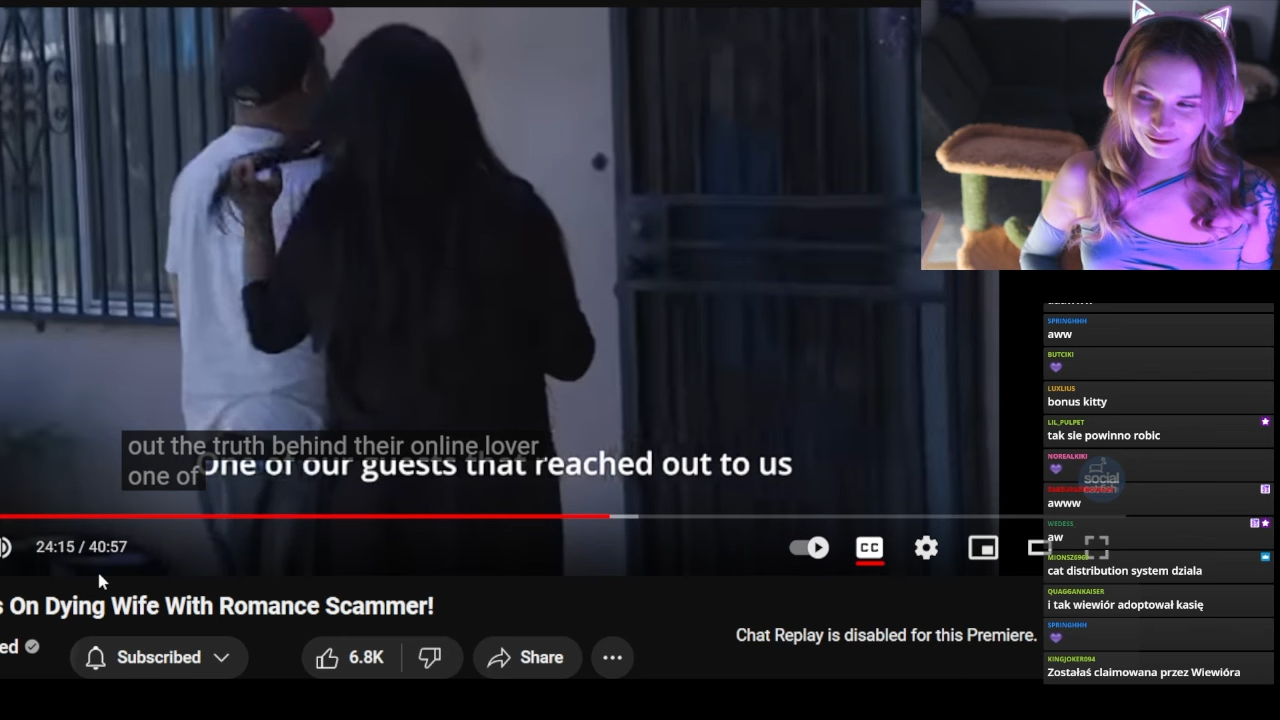 out the truth behind their online lover
one of
One of our guests that reached out to us
24:15 / 40:57
CC
s On Dying Wife With Romance Scammer!
ed
Subscribed
6.8K
Share
Chat Replay is disabled for this Premiere.
SPRINGHHH
aww
BUTCIKI
LUXLIUS
bonus kitty
LIL_PULPET
tak sie powinno robic
NOREALKIKI
social
catfish
awww
WEDESS
aw
cat distribution system dziala
QUAGGANKAISER
i tak wiewiór adoptował kasię
SPRINGHHH
KINGJOKER094
Zostałaś claimowana przez Wiewióra